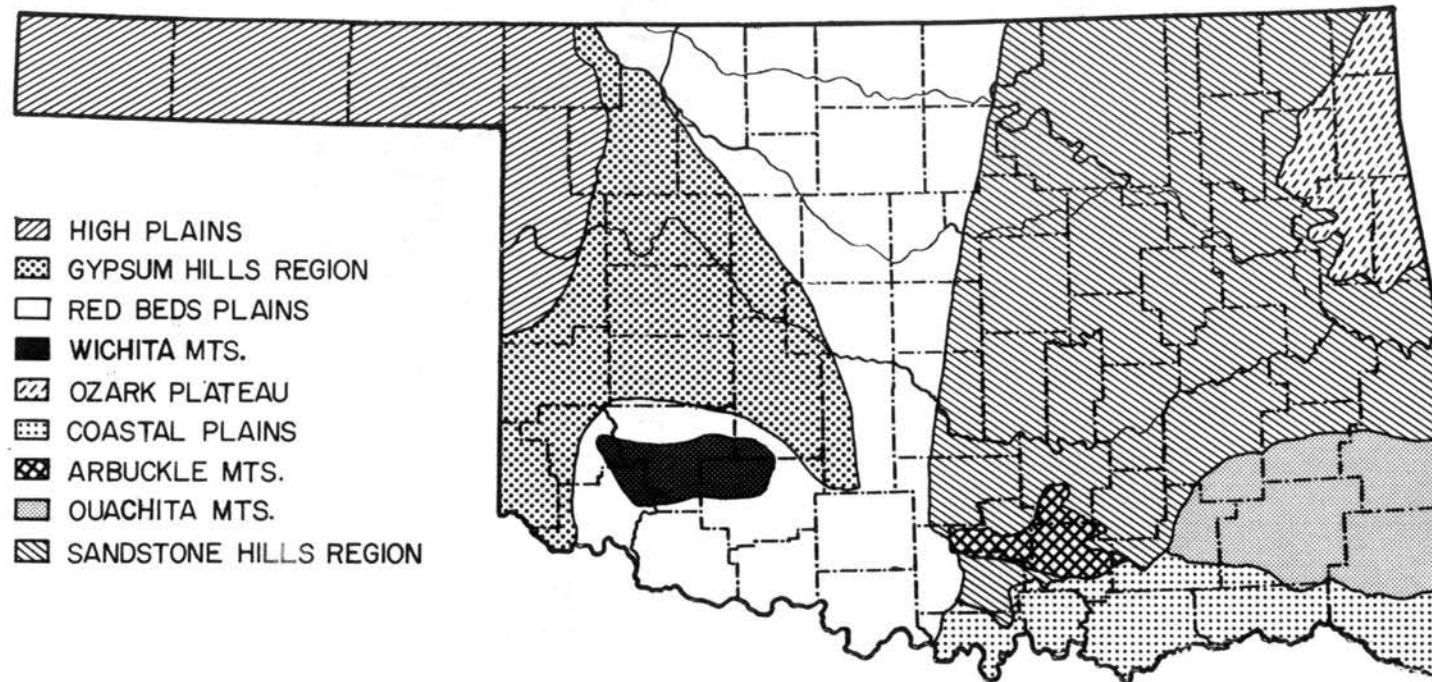 HIGH PLAINS
GYPSUM HILLS REGION
RED BEDS PLAINS
WICHITA MTS.
OZARK PLATEAU
COASTAL PLAINS
ARBUCKLE MTS.
OUACHITA MTS.
SANDSTONE HILLS REGION